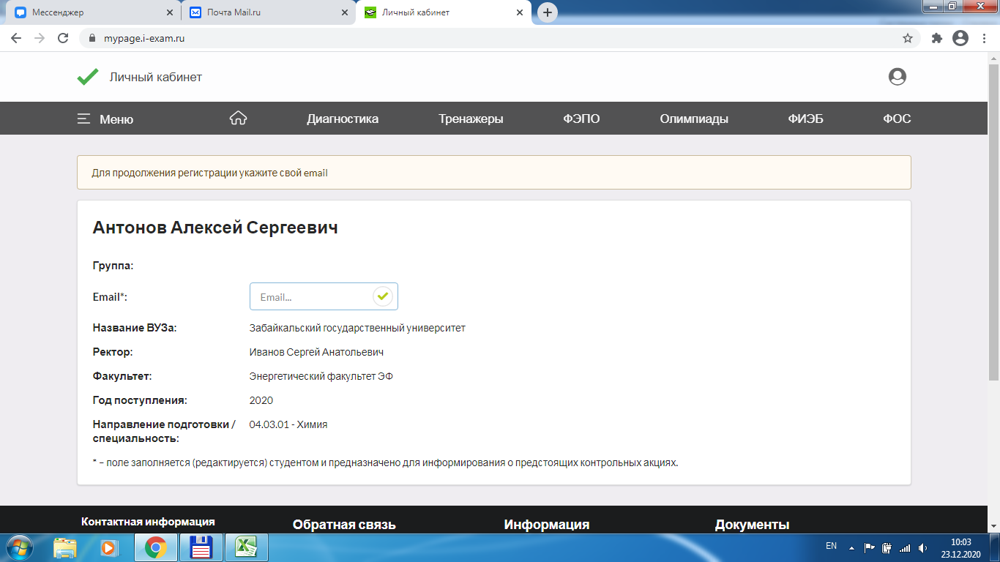 Мессенджер
Почта Mail.ru
Личный кабинет
mypage.i-exam.ru
Личный кабинет
Меню
Диагностика
Тренажеры
ФЭПО
Олимпиады
ФИЭБ
ФОС
Для продолжения регистрации укажите свой email
Антонов Алексей Сергеевич
Группа:
Email*: Email...
Название ВУЗа: Забайкальский государственный университет
Ректор: Иванов Сергей Анатольевич
Факультет: Энергетический факультет ЭФ
Год поступления: 2020
Направление подготовки / 04.03.01 - Химия
специальность:
* – поле заполняется (редактируется) студентом и предназначено для информирования о предстоящих контрольных акциях.
Контактная информация
Обратная связь
Информация
Документы
EN
10:03
23.12.2020